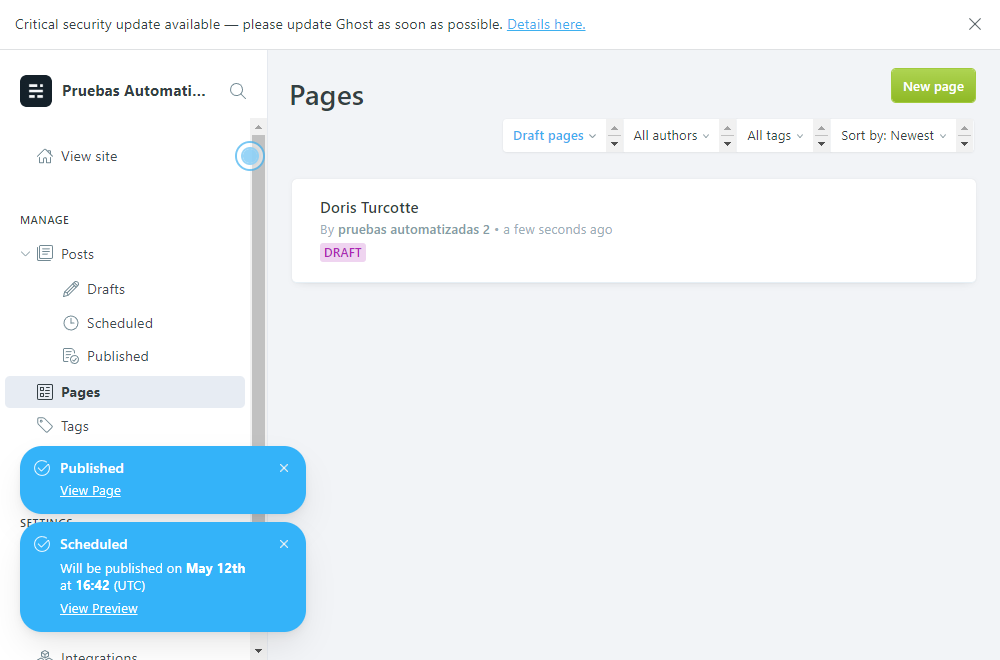 Critical security update available — please update Ghost as soon as possible. Details here.
Pruebas Automati...
View site
MANAGE
Posts
Drafts
Scheduled
Published
Pages
Tags
Published
View Page
SETTINGS
Scheduled
Will be published on May 12th
at 16:42 (UTC)
View Preview
Integrations
Pages
New page
Draft pages
All authors
All tags
Sort by: Newest
Doris Turcotte
By pruebas automatizadas 2 • a few seconds ago
DRAFT